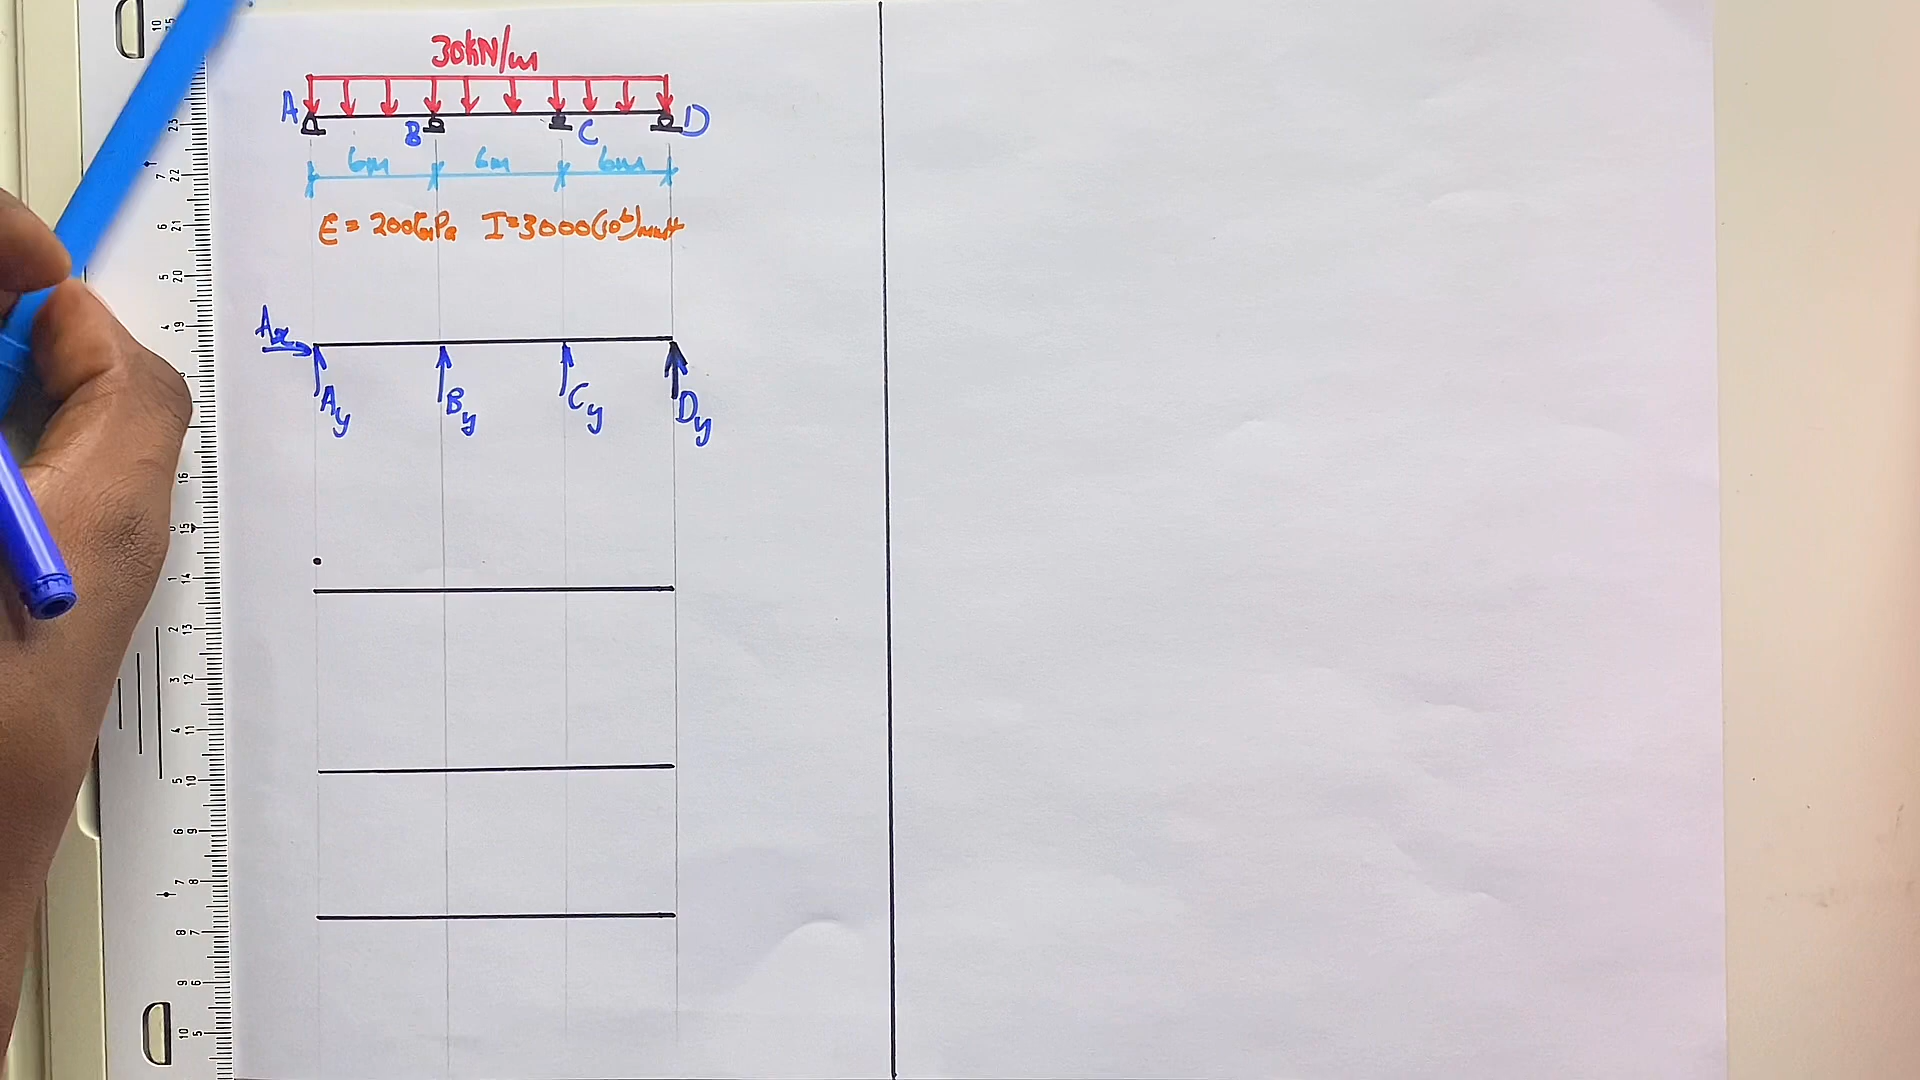 30kN/m
A B C D
6m 6m 6m
E = 200GPa I=3000(10⁶)mm4
Ax
Ay By Cy Dy